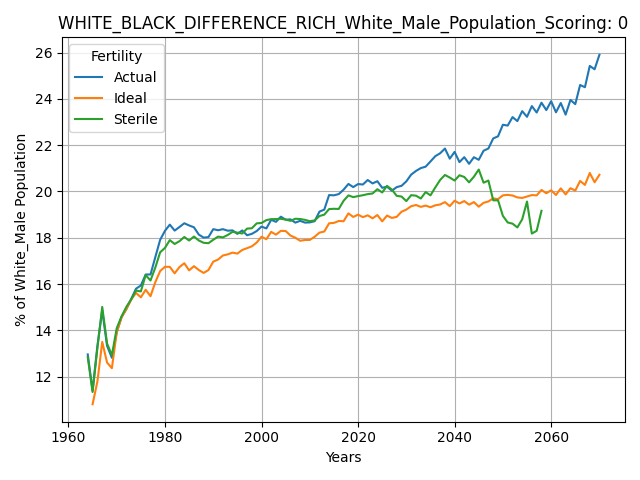 WHITE_BLACK_DIFFERENCE_RICH_White_Male_Population_Scoring: 0
Fertility
Actual
Ideal
Sterile
% of White_Male Population
26
24
22
20
18
16
14
12
1960 1980 2000 2020 2040 2060
Years